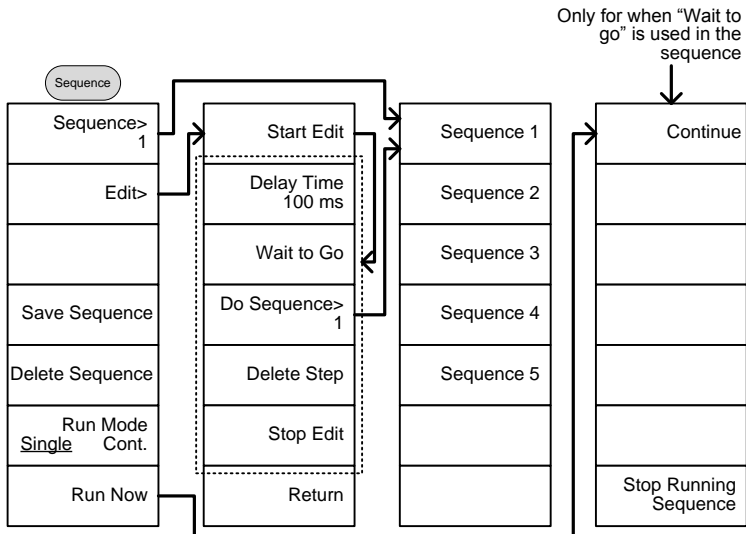 Only for when “Wait to
go” is used in the
sequence
Sequence
Sequence>
1
Edit>
Save Sequence
Delete Sequence
Run Mode
Single Cont.
Run Now
Start Edit
Delay Time
100 ms
Wait to Go
Do Sequence>
1
Delete Step
Stop Edit
Return
Sequence 1
Sequence 2
Sequence 3
Sequence 4
Sequence 5
Continue
Stop Running
Sequence